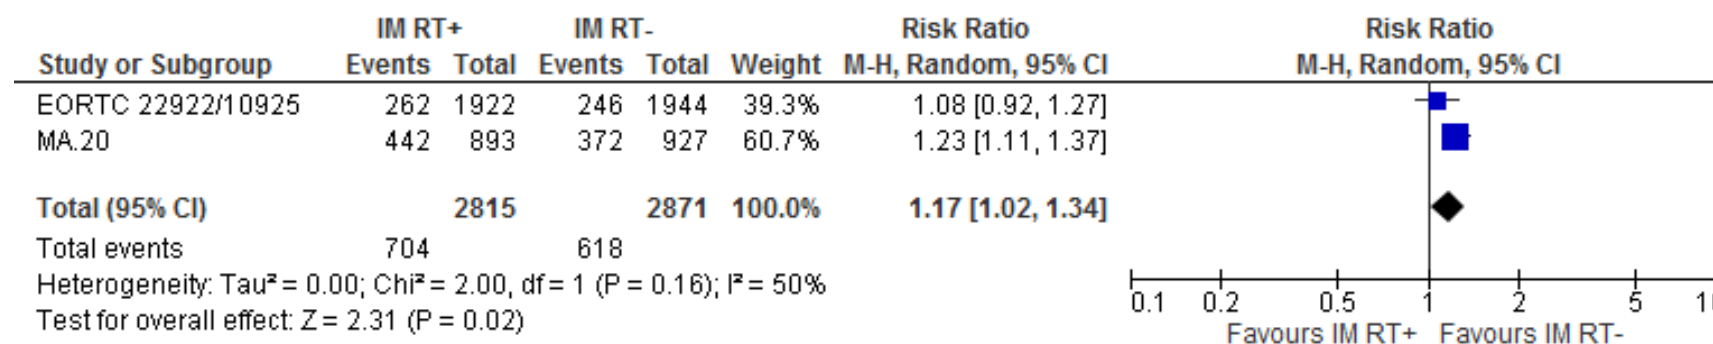 IM RT+ IM RT- Risk Ratio Risk Ratio
Study or Subgroup Events Total Events Total Weight M-H, Random, 95% CI M-H, Random, 95% CI
EORTC 22922/10925 262 1922 246 1944 39.3% 1.08 [0.92, 1.27]
MA.20 442 893 372 927 60.7% 1.23 [1.11, 1.37]
Total (95% CI) 2815 2871 100.0% 1.17 [1.02, 1.34]
Total events 704 618
Heterogeneity: Tau² = 0.00; Chi² = 2.00, df = 1 (P = 0.16); I² = 50%
Test for overall effect: Z = 2.31 (P = 0.02)
0.1 0.2 0.5 1 2 5
Favours IM RT+ Favours IM RT-